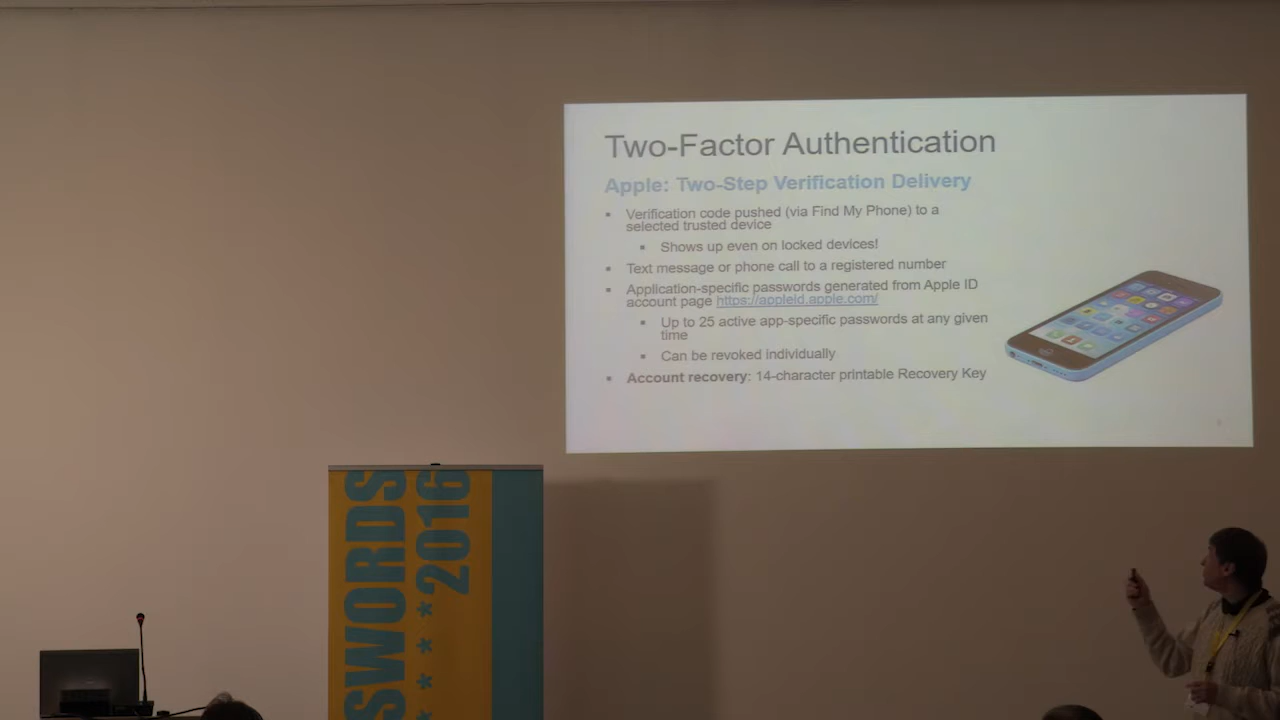 Two-Factor Authentication
Apple: Two-Step Verification Delivery
▪ Verification code pushed (via Find My Phone) to a
selected trusted device
▪ Shows up even on locked devices!
▪ Text message or phone call to a registered number
▪ Application-specific passwords generated from Apple ID
account page https://appleid.apple.com/
▪ Up to 25 active app-specific passwords at any given
time
▪ Can be revoked individually
▪ Account recovery: 14-character printable Recovery Key
SWORDS
*****2016